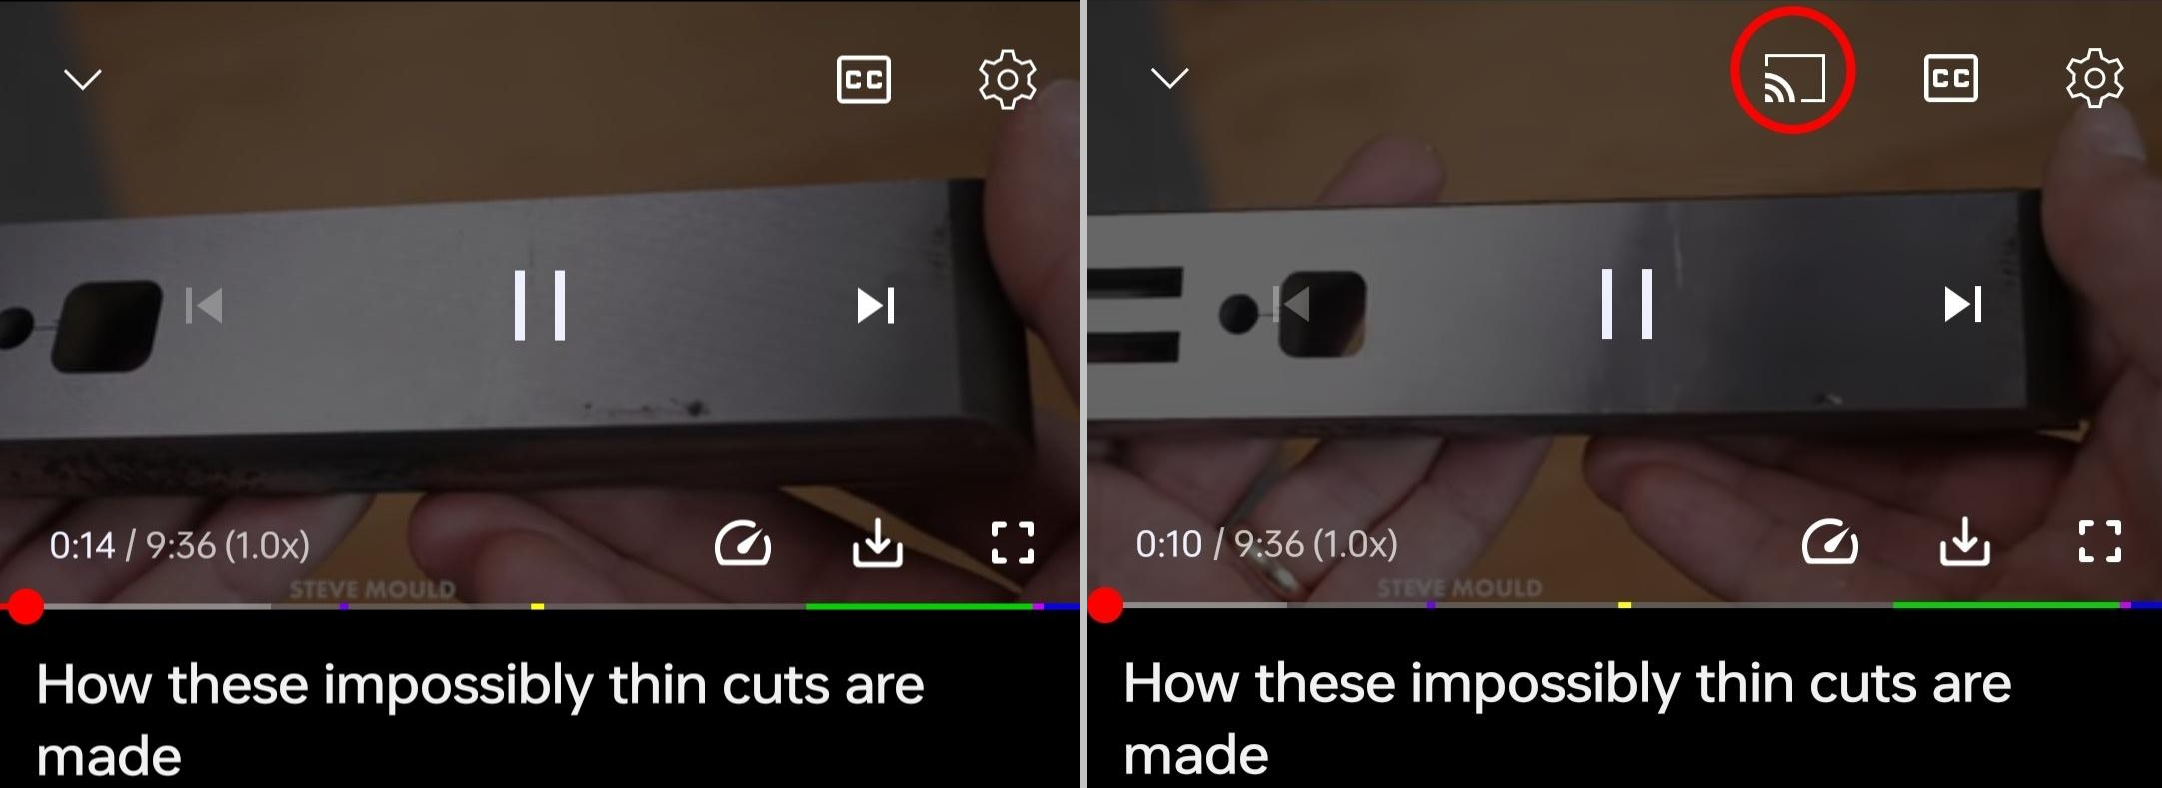 CC
0:14 / 9:36 (1.0x)
STEVE MOULD
How these impossibly thin cuts are
made
CC
0:10 / 9:36 (1.0x)
STEVE MOULD
How these impossibly thin cuts are
made